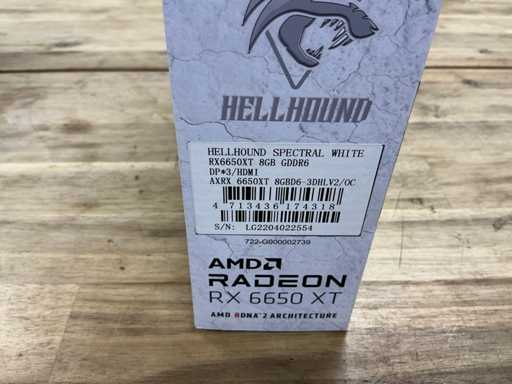 HELLHOUND
HELLHOUND SPECTRAL WHITE
RX6650XT 8GB GDDR6
DP*3/HDMI
AXRX 6650XT 8GBD6-3DHLV2/OC
4 713436 174318
S/N: LG2204022554
722-G800002739
AMD
RADEON
RX 6650 XT
AMD RDNA 2 ARCHITECTURE